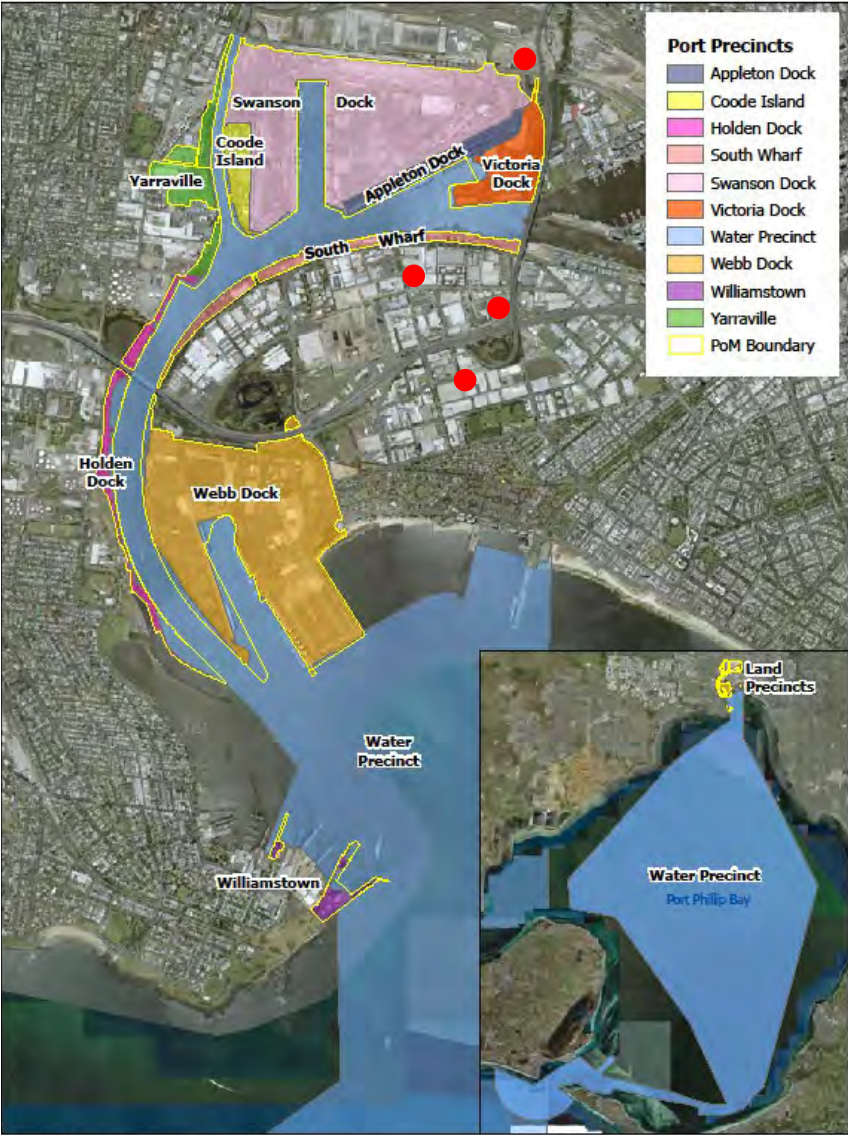 Port Precincts
Appleton Dock
Coode Island
Holden Dock
South Wharf
Swanson Dock
Victoria Dock
Water Precinct
Webb Dock
Williamstown
Yarraville
PoM Boundary
Swanson Dock
Coode
Island
Yarraville
Appleton Dock
Victoria
Dock
South Wharf
Holden
Dock
Webb Dock
Water
Precinct
Williamstown
Land
Precincts
Water Precinct
Port Phillip Bay